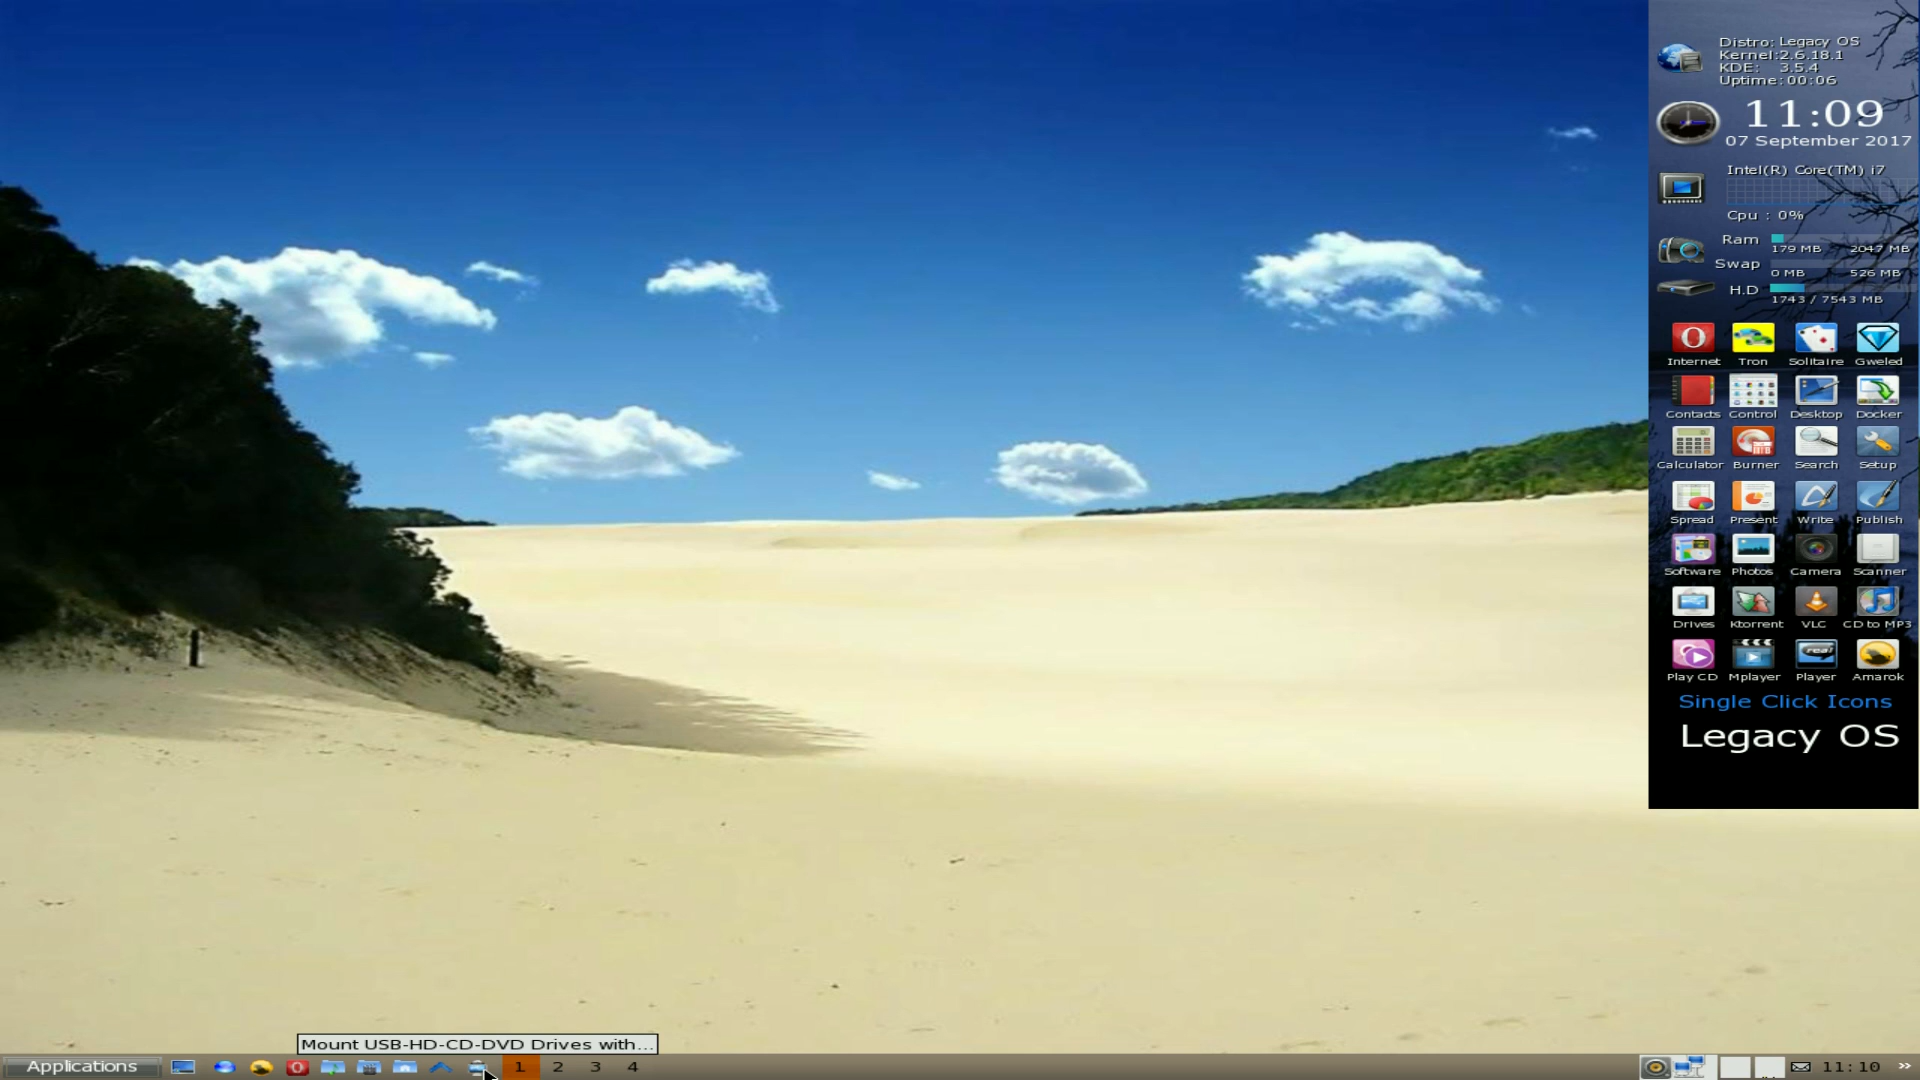 Distro: Legacy OS
Kernel:2.6.18.1
KDE: 3.5.4
Uptime:00:06
11:09
07 September 2017
Intel(R) Core(TM) i7
Cpu : 0%
Ram
179 MB 2047 MB
Swap
0 MB 526 MB
H.D
1743 / 7543 MB
Internet Tron Solitaire Gweled
Contacts Control Desktop Docker
Calculator Burner Search Setup
Spread Present Write Publish
Software Photos Camera Scanner
Drives Ktorrent VLC CD to MP3
real
Play CD Mplayer Player Amarok
Single Click Icons
Legacy OS
Mount USB-HD-CD-DVD Drives with...
Applications 1 2 3 4 11:10